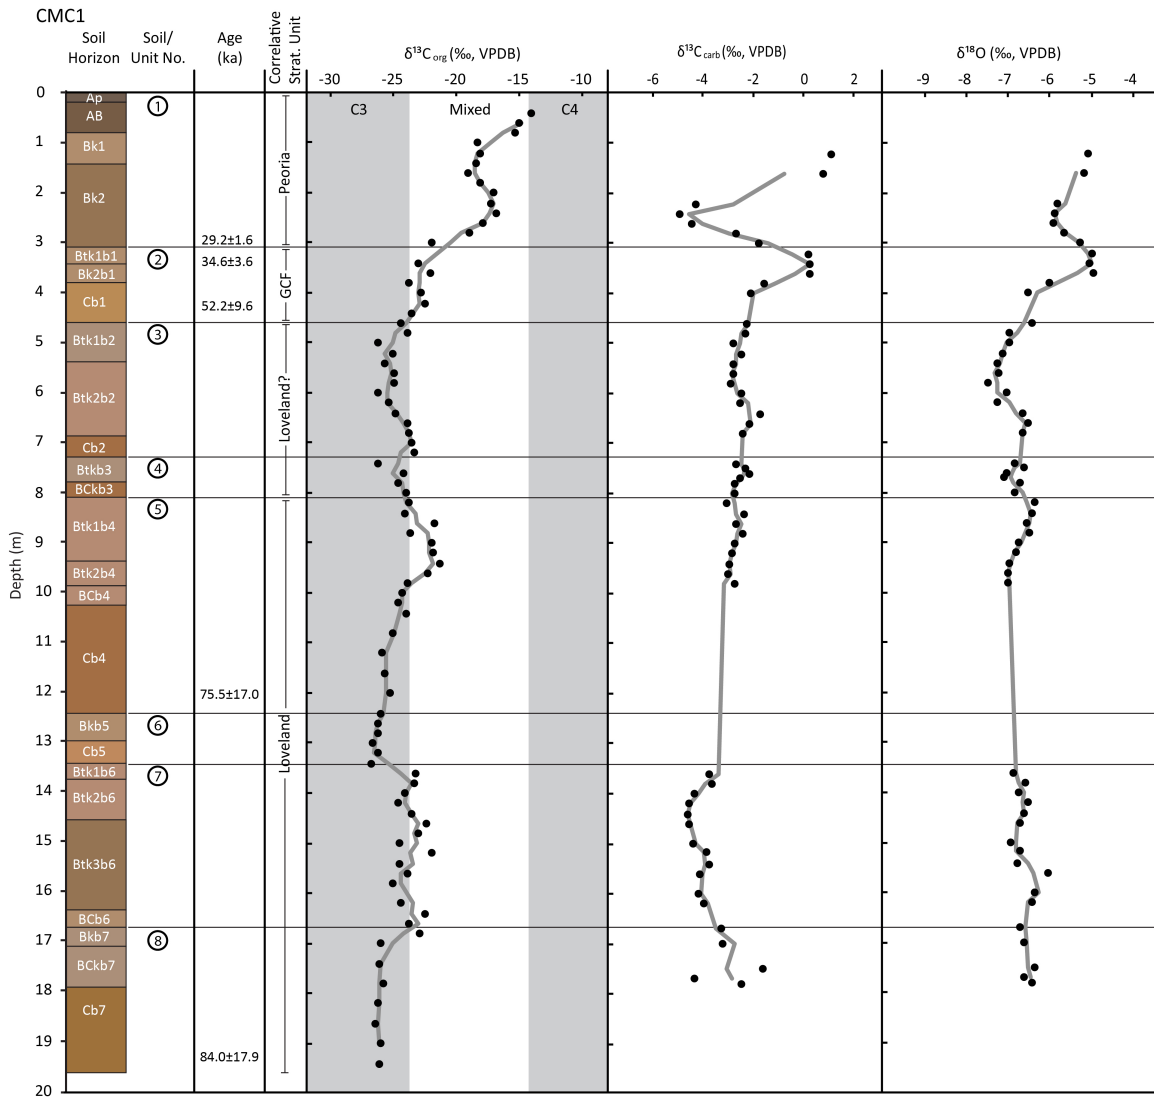 CMC1
Soil Horizon
Soil/ Unit No.
Age (ka)
Correlative Strat. Unit
δ13C org (‰, VPDB)
δ13C carb (‰, VPDB)
δ18O (‰, VPDB)
-30 -25 -20 -15 -10
-6 -4 -2 0 2
-9 -8 -7 -6 -5 -4
C3 Mixed C4
Depth (m)
0
1
2
3
4
5
6
7
8
9
10
11
12
13
14
15
16
17
18
19
20
Ap
AB
Bk1
Bk2
Btk1b1
Bk2b1
Cb1
Btk1b2
Btk2b2
Cb2
Btkb3
BCkb3
Btk1b4
Btk2b4
BCb4
Cb4
Bkb5
Cb5
Btk1b6
Btk2b6
Btk3b6
BCb6
Bkb7
BCkb7
Cb7
1
2
3
4
5
6
7
8
29.2±1.6
34.6±3.6
52.2±9.6
75.5±17.0
84.0±17.9
Peoria
GCF
Loveland?
Loveland